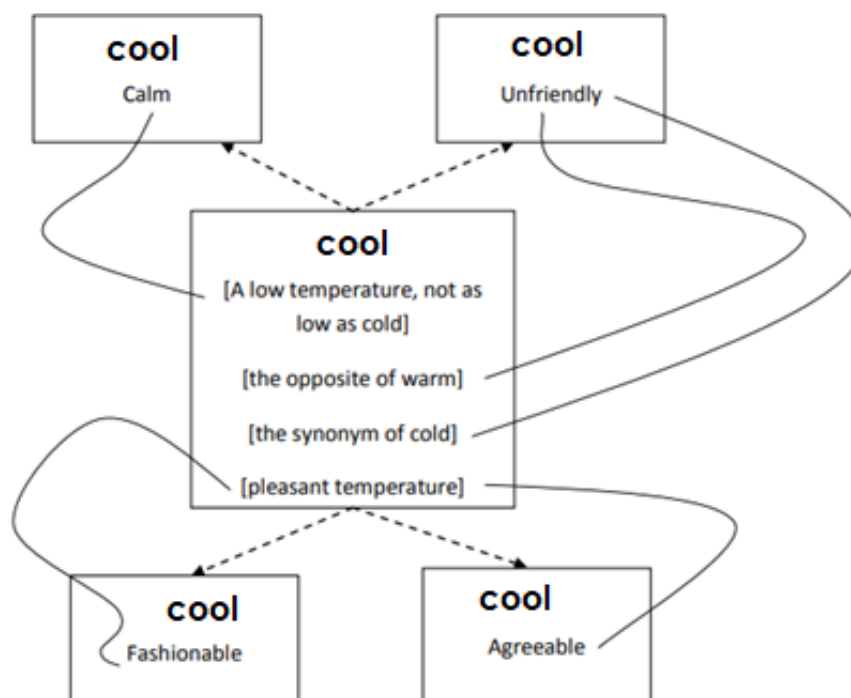 cool
Calm
cool
Unfriendly
cool
[A low temperature, not as
low as cold]
[the opposite of warm]
[the synonym of cold]
[pleasant temperature]
cool
Fashionable
cool
Agreeable